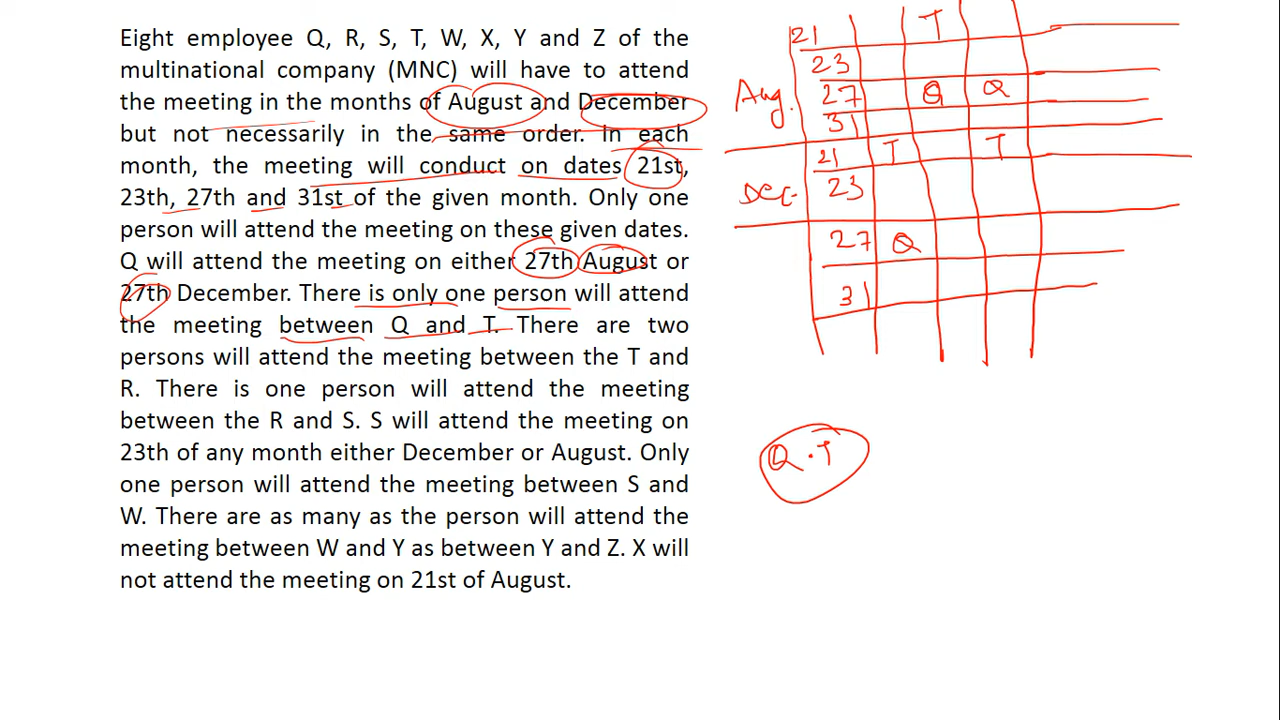 Eight employee Q, R, S, T, W, X, Y and Z of the
multinational company (MNC) will have to attend
the meeting in the months of August and December
but not necessarily in the same order. In each
month, the meeting will conduct on dates 21st,
23th, 27th and 31st of the given month. Only one
person will attend the meeting on these given dates.
Q will attend the meeting on either 27th August or
27th December. There is only one person will attend
the meeting between Q and T. There are two
persons will attend the meeting between the T and
R. There is one person will attend the meeting
between the R and S. S will attend the meeting on
23th of any month either December or August. Only
one person will attend the meeting between S and
W. There are as many as the person will attend the
meeting between W and Y as between Y and Z. X will
not attend the meeting on 21st of August.
21 T
23
Aug. 27 Q Q
31
21 T T
Dec. 23
27 Q
31
Q . T